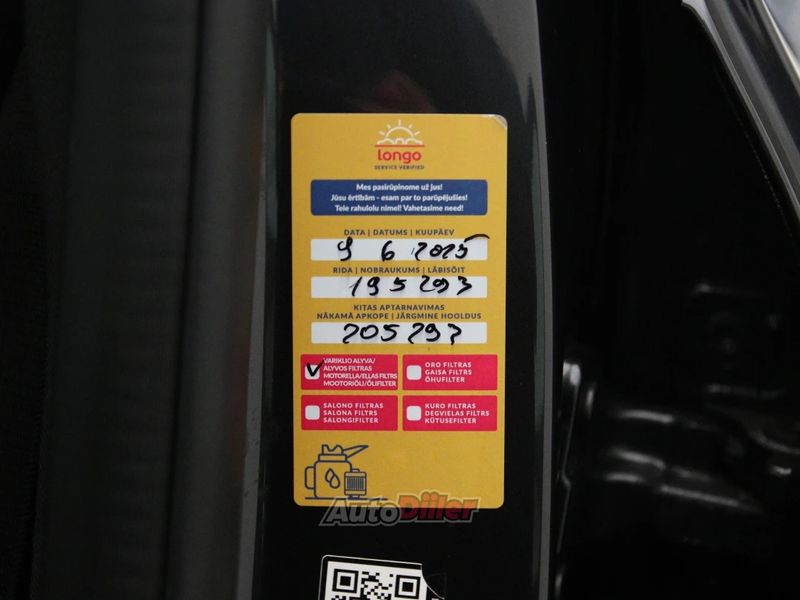 longo
SERVICE VERIFIED
Mes pasirūpinome už jus!
Jūsu ērtībām - esam par to parūpējušies!
Teie rahulolu nimel! Vahetasime need!
DATA | DATUMS | KUUPÄEV
9 6 2025
RIDA | NOBRAUKUMS | LÄBISÕIT
195293
KITAS APTARNAVIMAS
NĀKAMĀ APKOPE | JÄRGMINE HOOLDUS
205293
VARIKLIO ALYVA/
ALYVOS FILTRAS
MOTOREĻĻA/EĻĻAS FILTRS
MOOTORIÕLI/ÕLIFILTER
ORO FILTRAS
GAISA FILTRS
ÕHUFILTER
SALONO FILTRAS
SALONA FILTRS
SALONGIFILTER
KURO FILTRAS
DEGVIELAS FILTRS
KÜTUSEFILTER
AutoDiiler